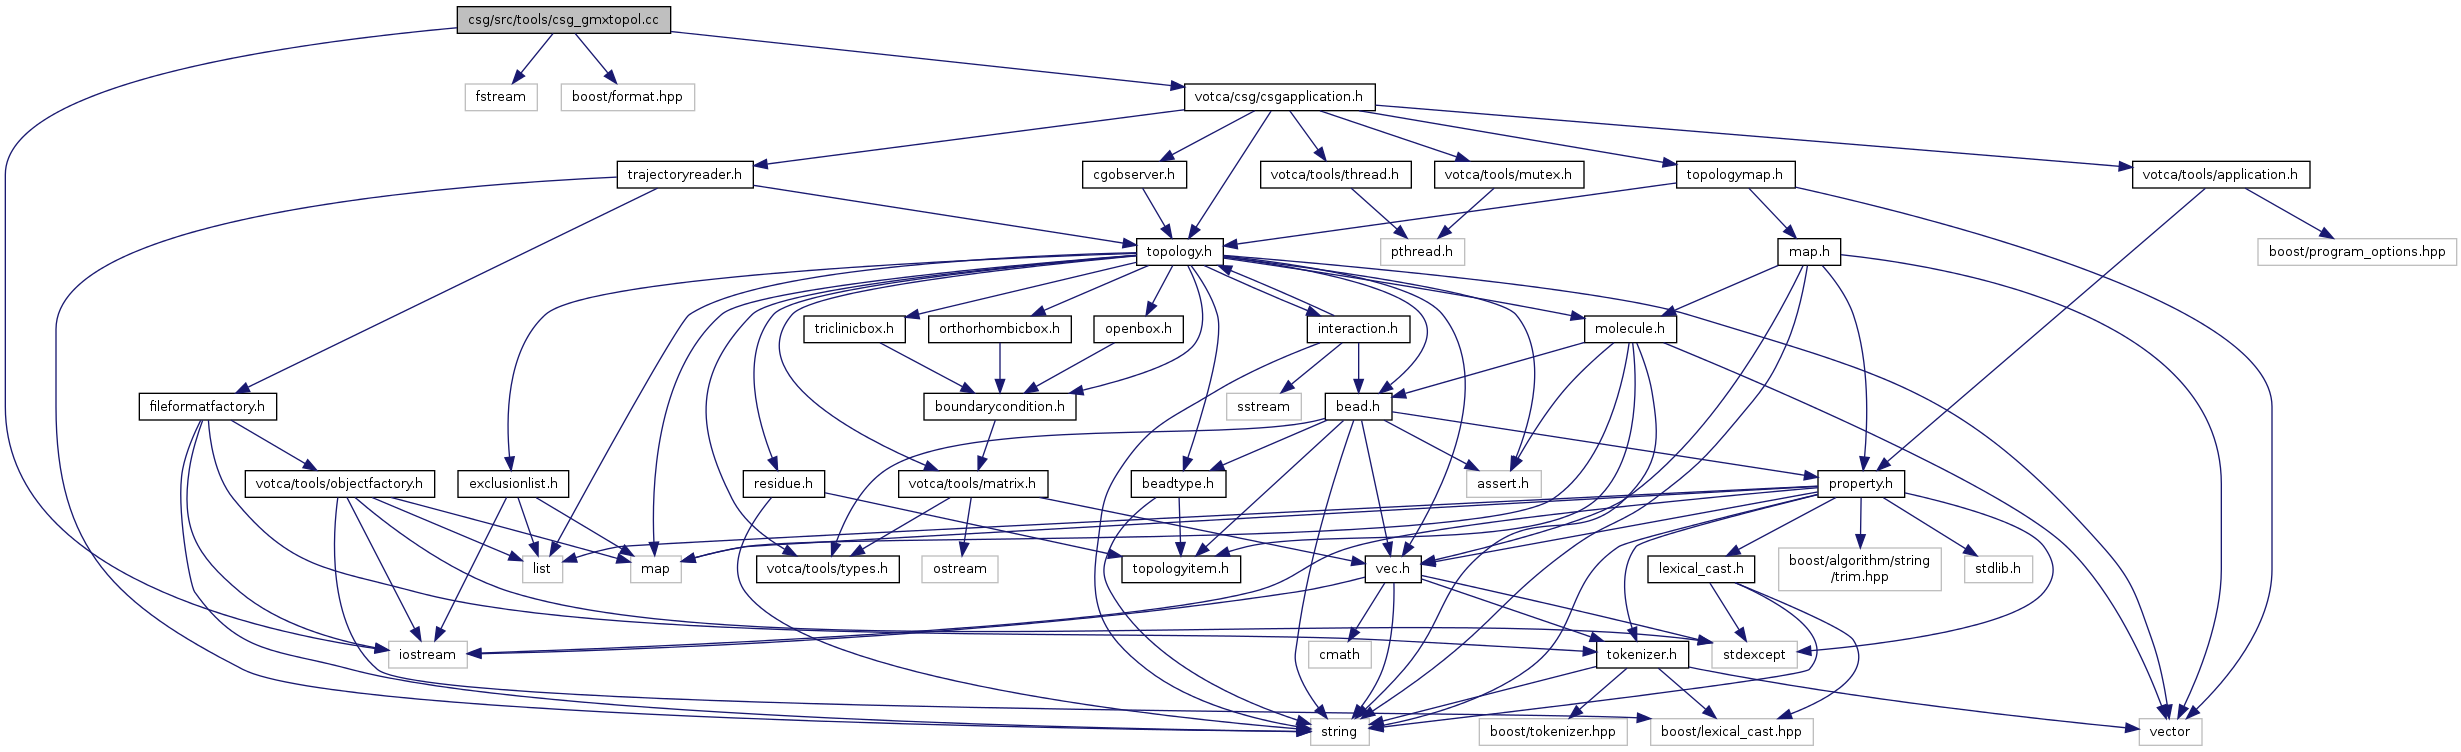 csg/src/tools/csg_gmxtopol.cc
fstream
boost/format.hpp
votca/csg/csgapplication.h
trajectoryreader.h
cgobserver.h
votca/tools/thread.h
votca/tools/mutex.h
topologymap.h
votca/tools/application.h
topology.h
pthread.h
map.h
boost/program_options.hpp
triclinicbox.h
orthorhombicbox.h
openbox.h
interaction.h
molecule.h
fileformatfactory.h
boundarycondition.h
sstream
bead.h
votca/tools/objectfactory.h
exclusionlist.h
residue.h
votca/tools/matrix.h
beadtype.h
assert.h
property.h
list
map
votca/tools/types.h
ostream
topologyitem.h
vec.h
lexical_cast.h
boost/algorithm/string
/trim.hpp
stdlib.h
iostream
cmath
tokenizer.h
stdexcept
string
boost/tokenizer.hpp
boost/lexical_cast.hpp
vector